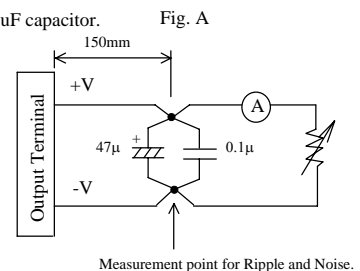 uF capacitor.
Fig. A
150mm
+V
A
Output Terminal
+
47μ
0.1μ
-V
Measurement point for Ripple and Noise.